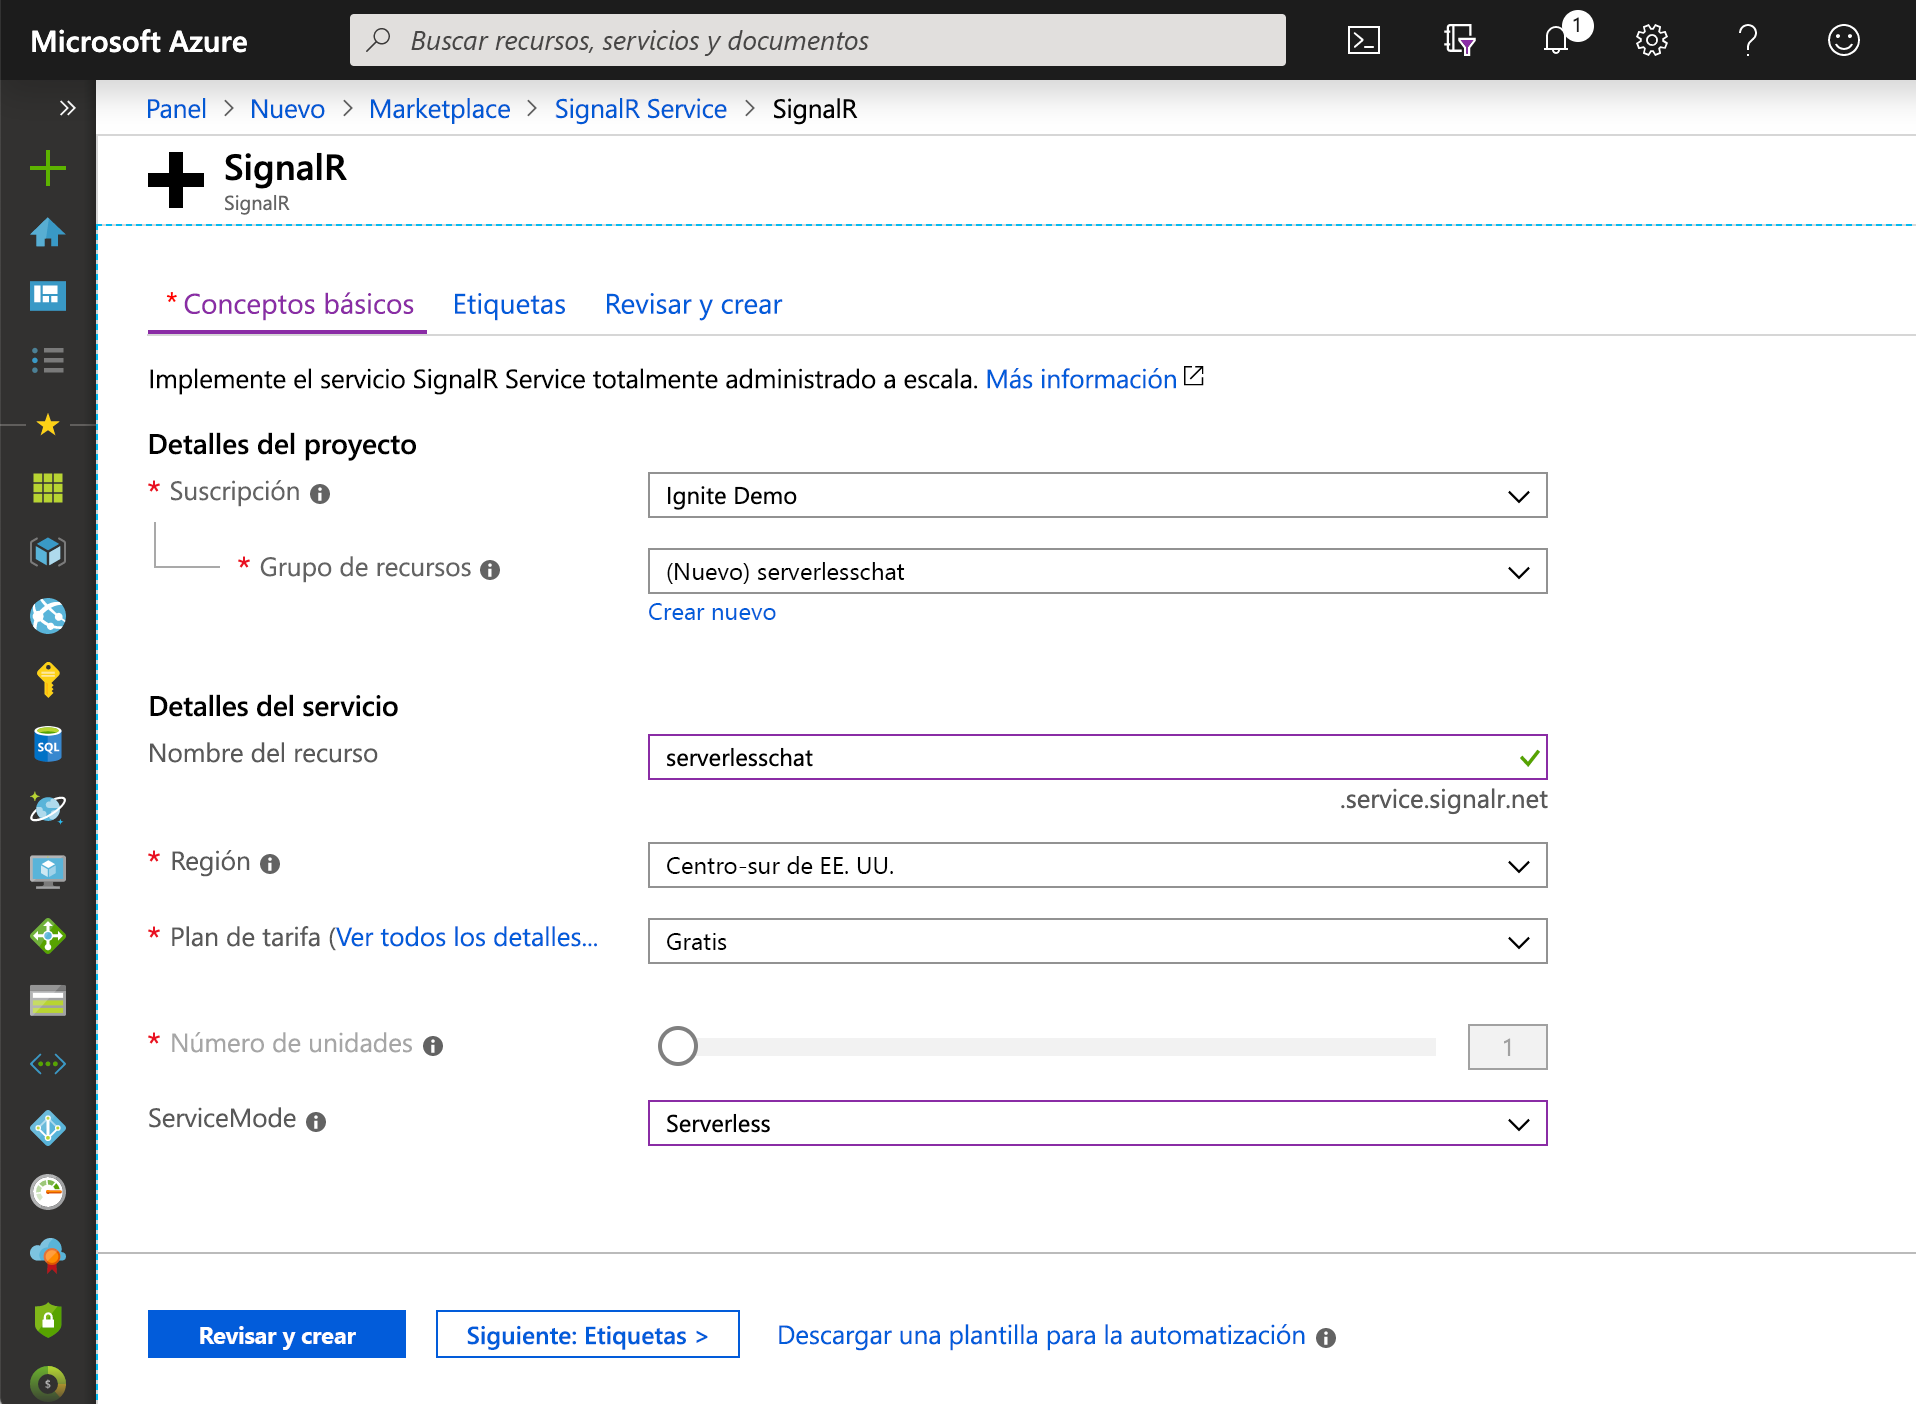 Microsoft Azure
Buscar recursos, servicios y documentos
1
Panel > Nuevo > Marketplace > SignalR Service > SignalR
SignalR
SignalR
* Conceptos básicos Etiquetas Revisar y crear
Implemente el servicio SignalR Service totalmente administrado a escala. Más información
Detalles del proyecto
* Suscripción
Ignite Demo
* Grupo de recursos
(Nuevo) serverlesschat
Crear nuevo
Detalles del servicio
Nombre del recurso
serverlesschat
.service.signalr.net
* Región
Centro-sur de EE. UU.
* Plan de tarifa (Ver todos los detalles...
Gratis
* Número de unidades
1
ServiceMode
Serverless
Revisar y crear
Siguiente: Etiquetas >
Descargar una plantilla para la automatización
SQL
$